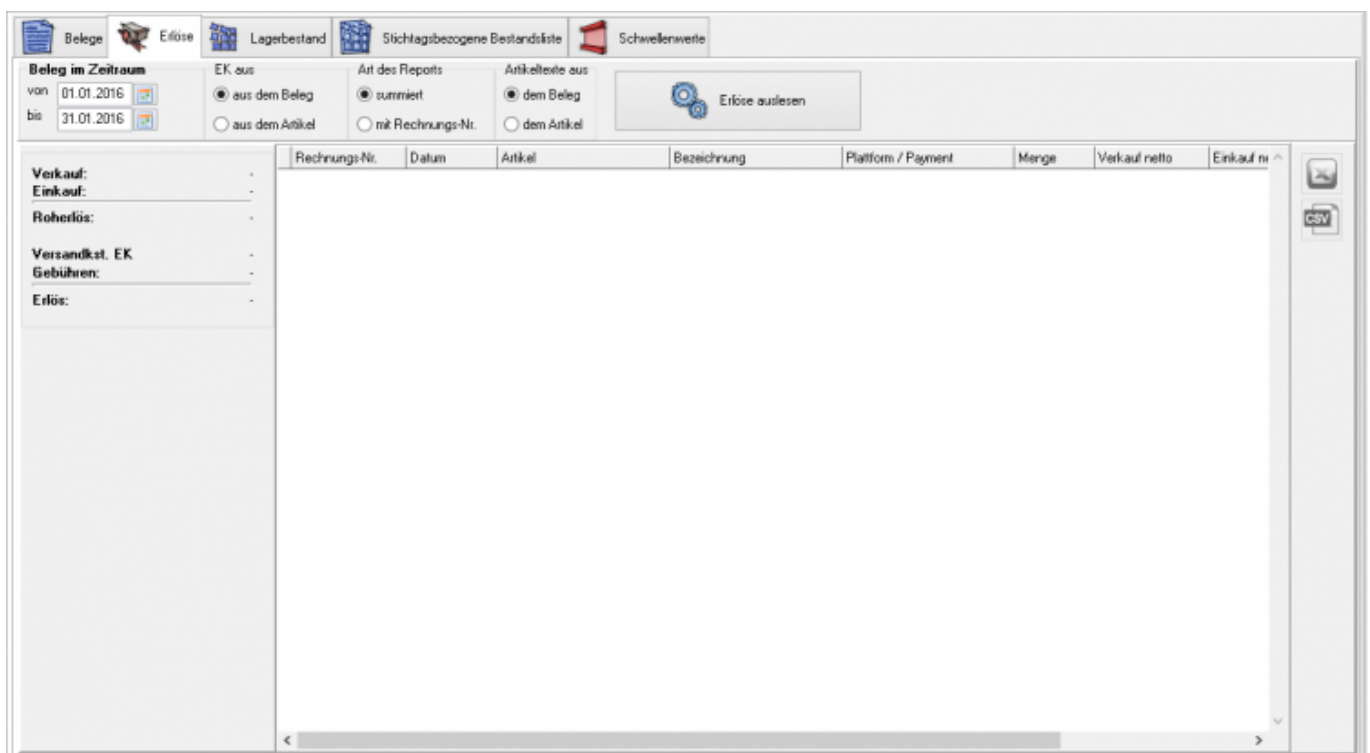 Belege Erlöse Lagerbestand Stichtagsbezogene Bestandsliste Schwellenwerte
Beleg im Zeitraum EK aus Art des Reports Artikeltexte aus
von 01.01.2016 aus dem Beleg summiert dem Beleg Erlöse auslesen
bis 31.01.2016 aus dem Artikel mit Rechnungs-Nr. dem Artikel
Rechnungs-Nr. Datum Artikel Bezeichnung Plattform / Payment Menge Verkauf netto Einkauf ne
Verkauf: -
Einkauf: -
Roherlös: -
CSV
Versandkst. EK -
Gebühren: -
Erlös: -